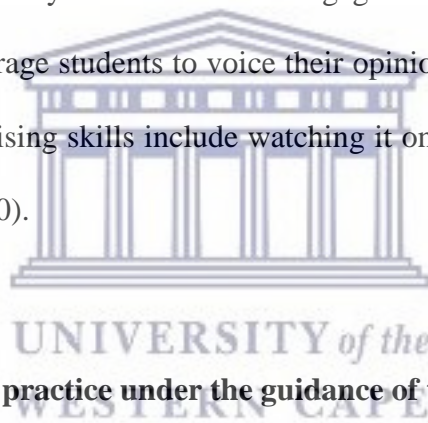 rage students to voice their opinio
ising skills include watching it on
0).
UNIVERSITY of the
practice under the guidance of
WESTERN CAPE